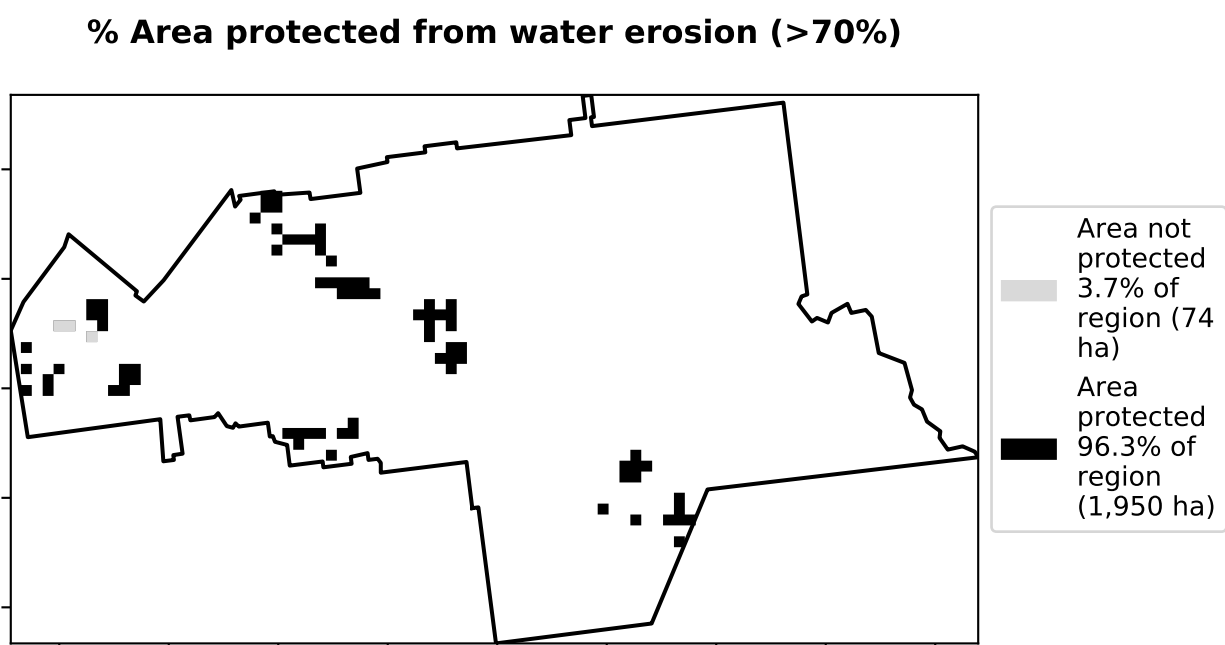 % Area protected from water erosion (>70%)
Area not
protected
3.7% of
region (74
ha)
Area
protected
96.3% of
region
(1,950 ha)